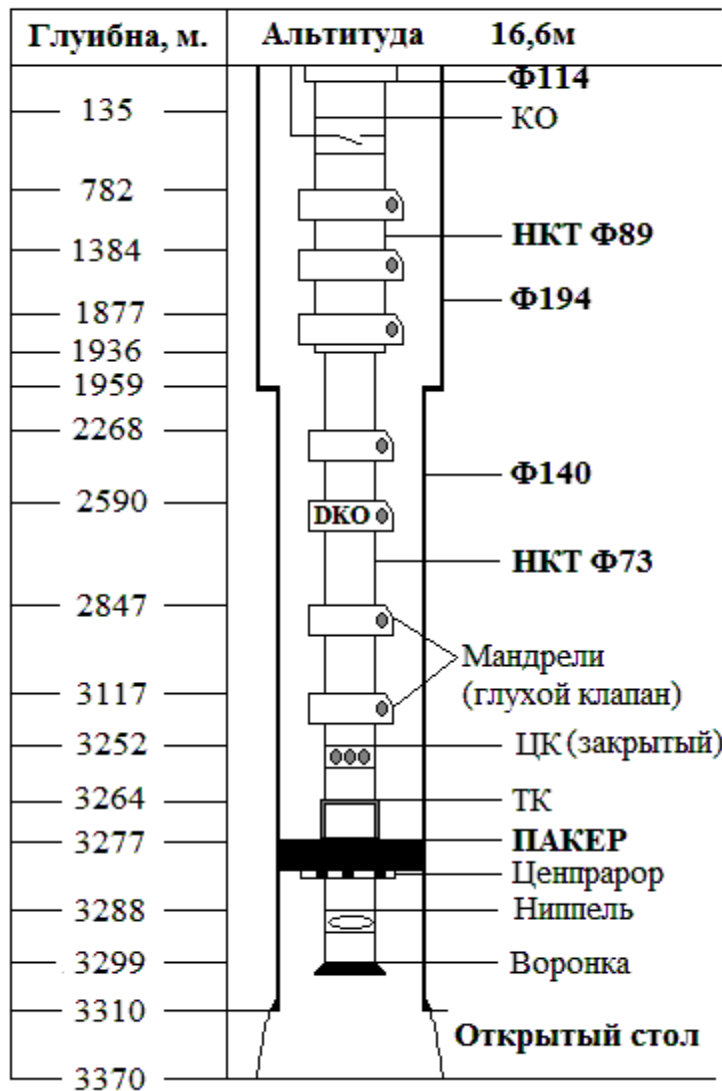 Глуибна, м. Альтитуда 16,6м
Ф114
135 КО
782
НКТ Ф89
1384
Ф194
1877
1936
1959
2268
Ф140
2590 DKO
НКТ Ф73
2847
Мандрели
(глухой клапан)
3117
3252 ЦК (закрытый)
3264 ТК
3277 ПАКЕР
Ценпрарор
3288 Ниппель
3299 Воронка
3310
Открытый стол
3370